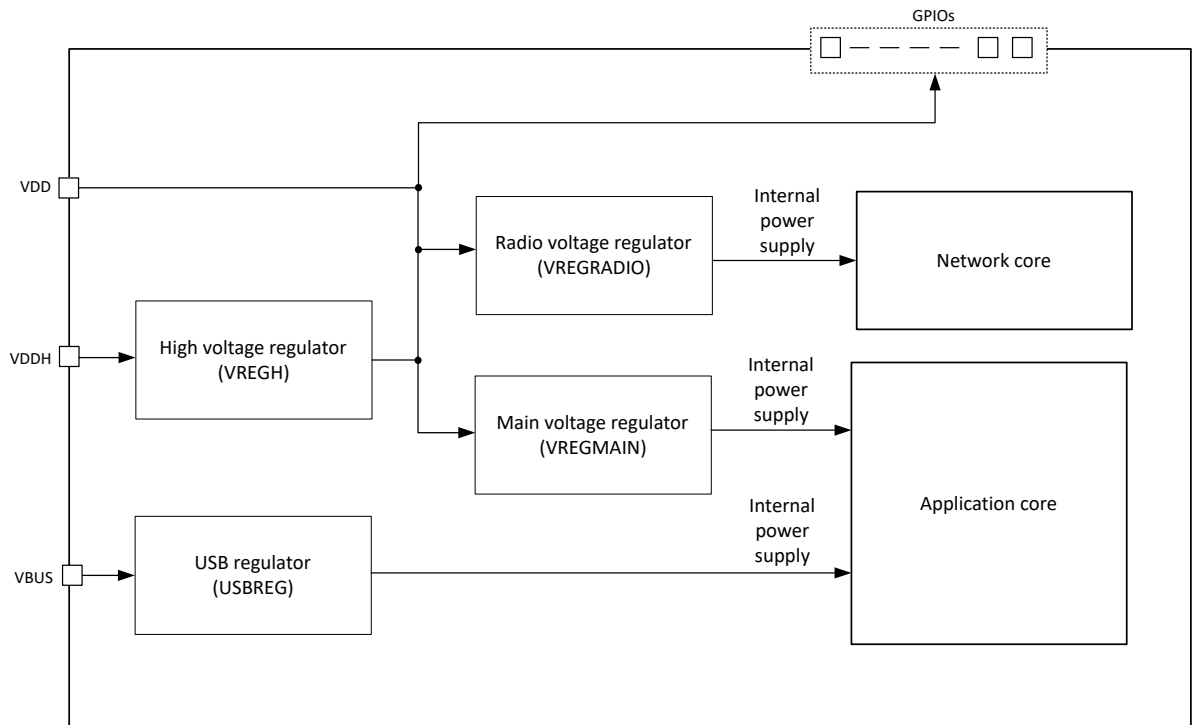 GPIOs
VDD
Radio voltage regulator
(VREGRADIO)
Internal
power
supply
Network core
VDDH
High voltage regulator
(VREGH)
Main voltage regulator
(VREGMAIN)
Internal
power
supply
Application core
VBUS
USB regulator
(USBREG)
Internal
power
supply